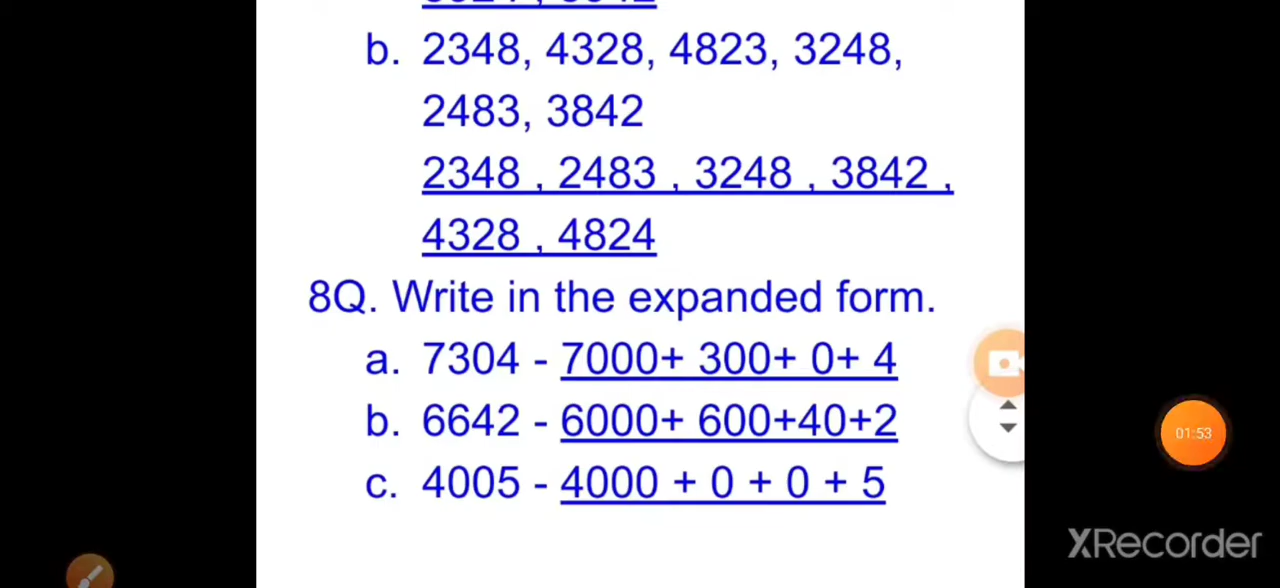 b. 2348, 4328, 4823, 3248,
2483, 3842
2348 , 2483 , 3248 , 3842 ,
4328 , 4824
8Q. Write in the expanded form.
a. 7304 - 7000+ 300+ 0+ 4
b. 6642 - 6000+ 600+40+2
c. 4005 - 4000 + 0 + 0 + 5
01:53
XRecorder